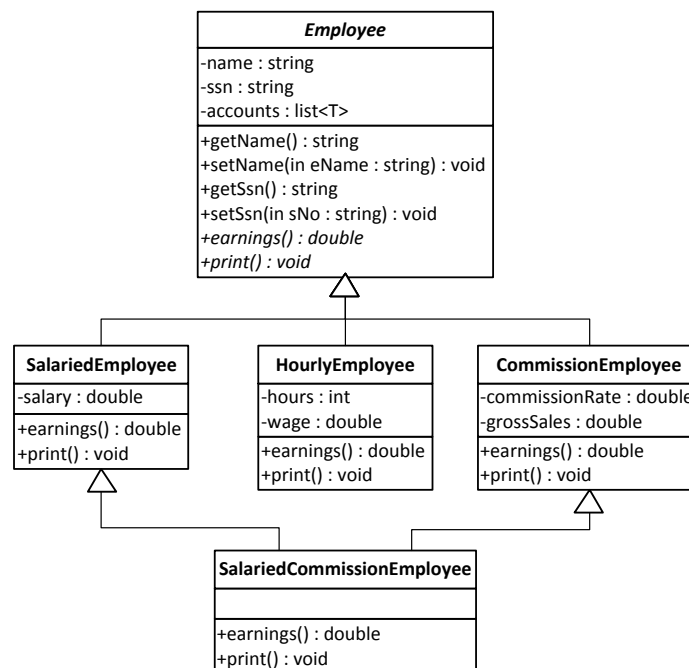 Employee
-name : string
-ssn : string
-accounts : list<T>
+getName() : string
+setName(in eName : string) : void
+getSsn() : string
+setSsn(in sNo : string) : void
+earnings() : double
+print() : void
SalariedEmployee
-salary : double
+earnings() : double
+print() : void
HourlyEmployee
-hours : int
-wage : double
+earnings() : double
+print() : void
CommissionEmployee
-commissionRate : double
-grossSales : double
+earnings() : double
+print() : void
SalariedCommissionEmployee
+earnings() : double
+print() : void